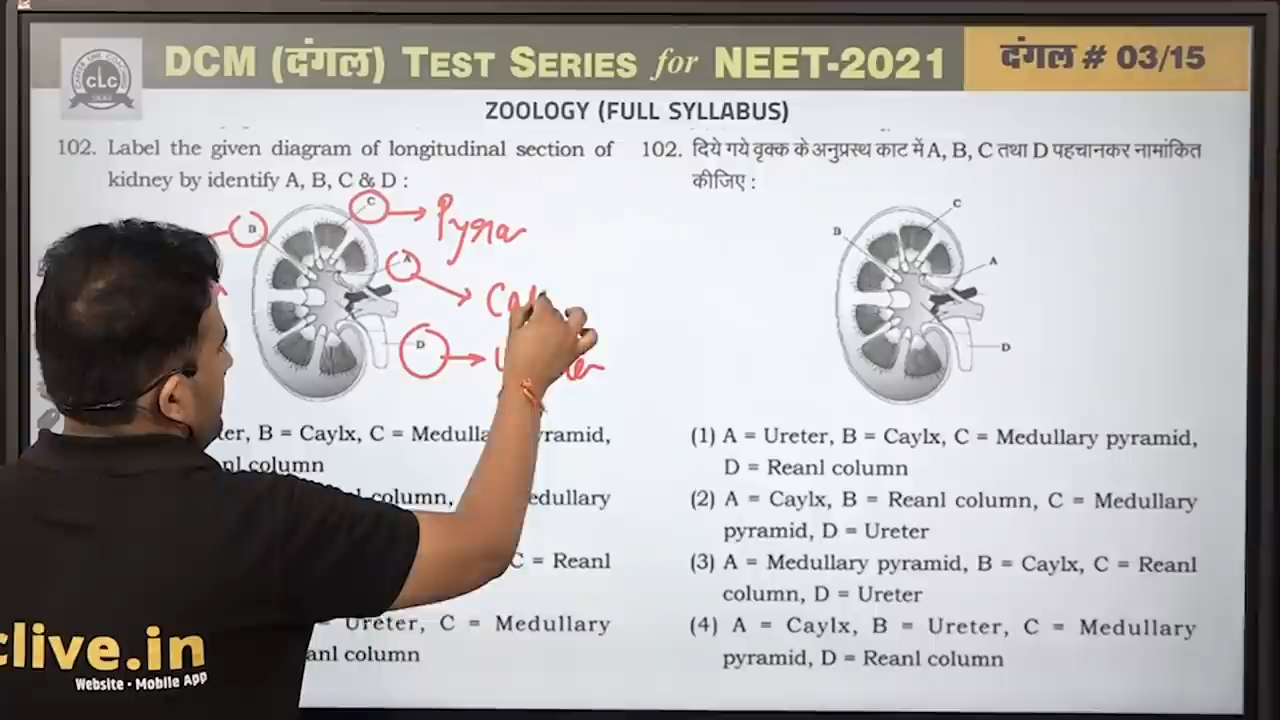 DCM (दंगल) TEST SERIES for NEET-2021
दंगल # 03/15
CLC
ZOOLOGY (FULL SYLLABUS)
102. Label the given diagram of longitudinal section of
kidney by identify A, B, C & D :
B
C
A
D
Pyra
Cal
er, B = Caylx, C = Medulla yramid,
nl column
column, edullary
C = Reanl
= Ureter, C = Medullary
anl column
102. दिये गये वृक्क के अनुप्रस्थ काट में A, B, C तथा D पहचानकर नामांकित
कीजिए :
C
B
A
D
(1) A = Ureter, B = Caylx, C = Medullary pyramid,
D = Reanl column
(2) A = Caylx, B = Reanl column, C = Medullary
pyramid, D = Ureter
(3) A = Medullary pyramid, B = Caylx, C = Reanl
column, D = Ureter
(4) A = Caylx, B = Ureter, C = Medullary
pyramid, D = Reanl column
clive.in
Website • Mobile App